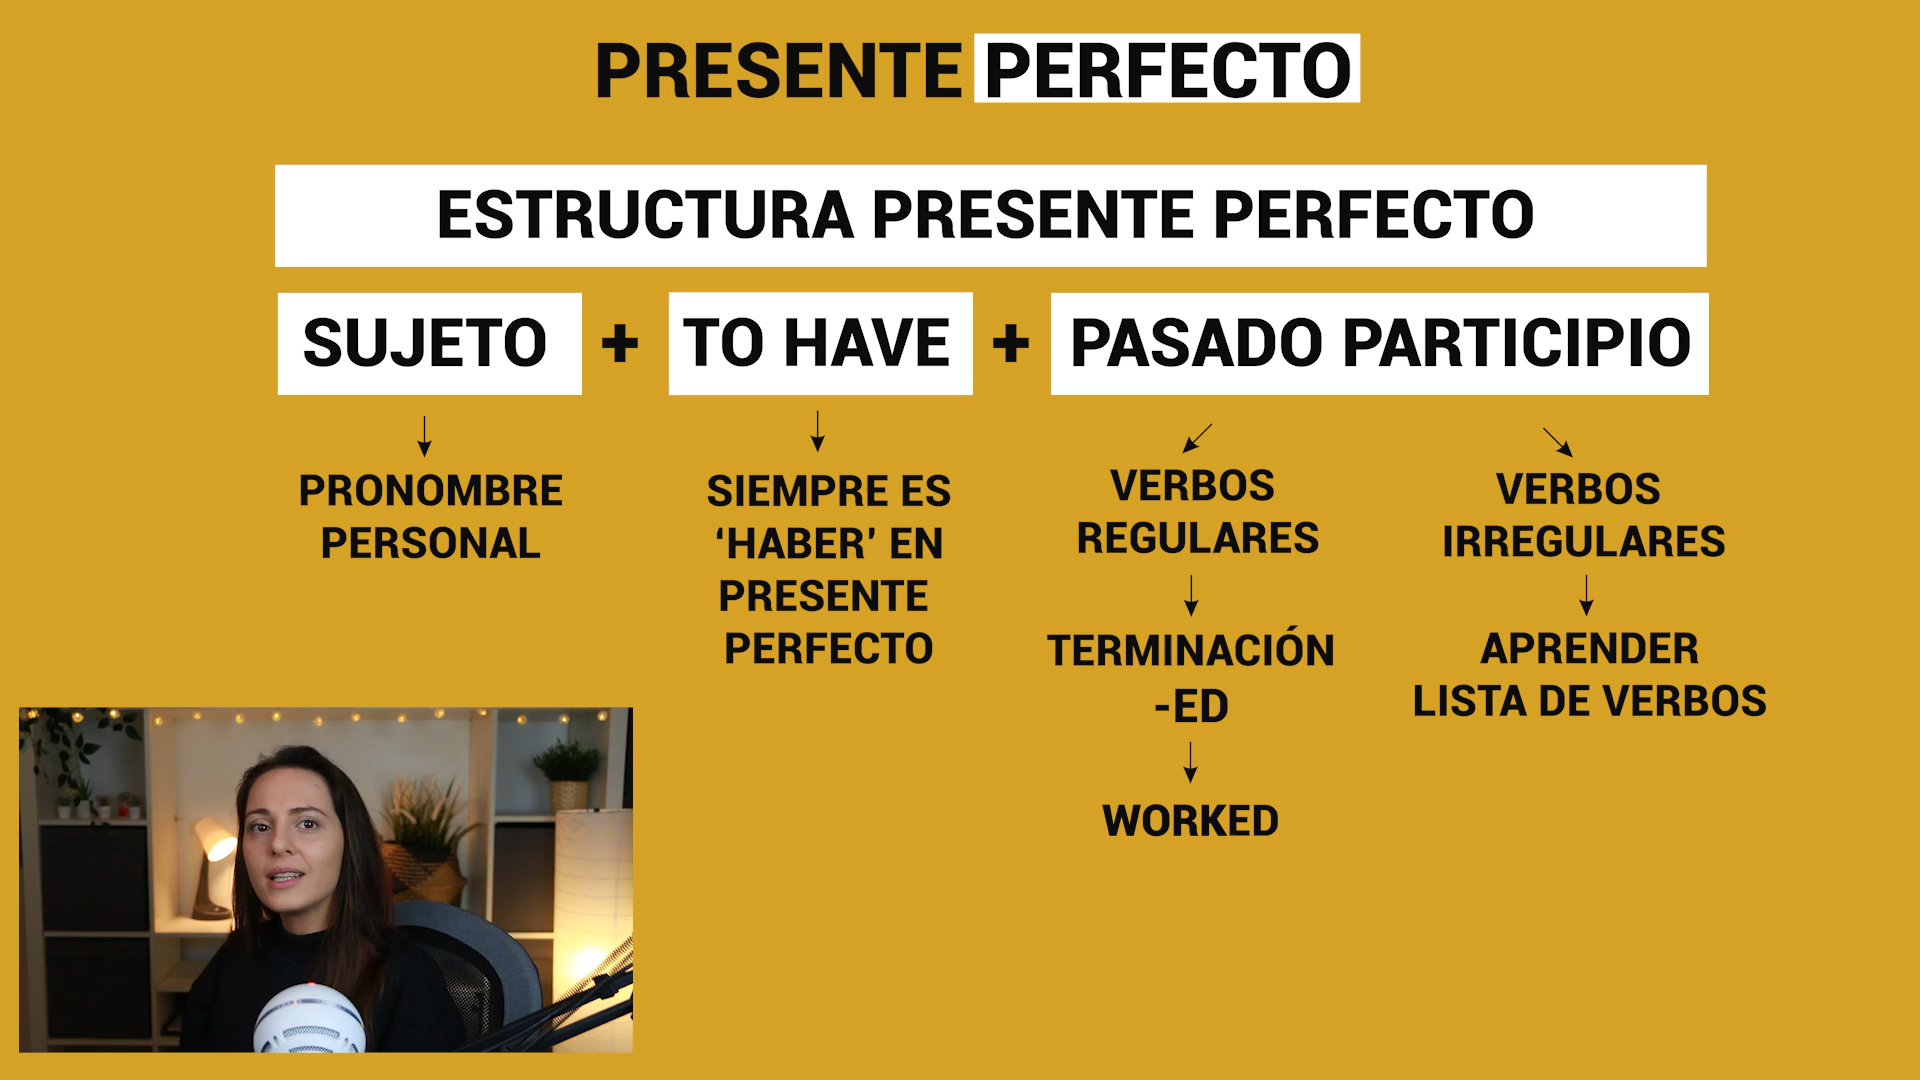 PRESENTE PERFECTO
ESTRUCTURA PRESENTE PERFECTO
SUJETO + TO HAVE + PASADO PARTICIPIO
PRONOMBRE
PERSONAL
SIEMPRE ES
‘HABER’ EN
PRESENTE
PERFECTO
VERBOS
REGULARES
TERMINACIÓN
-ED
WORKED
VERBOS
IRREGULARES
APRENDER
LISTA DE VERBOS